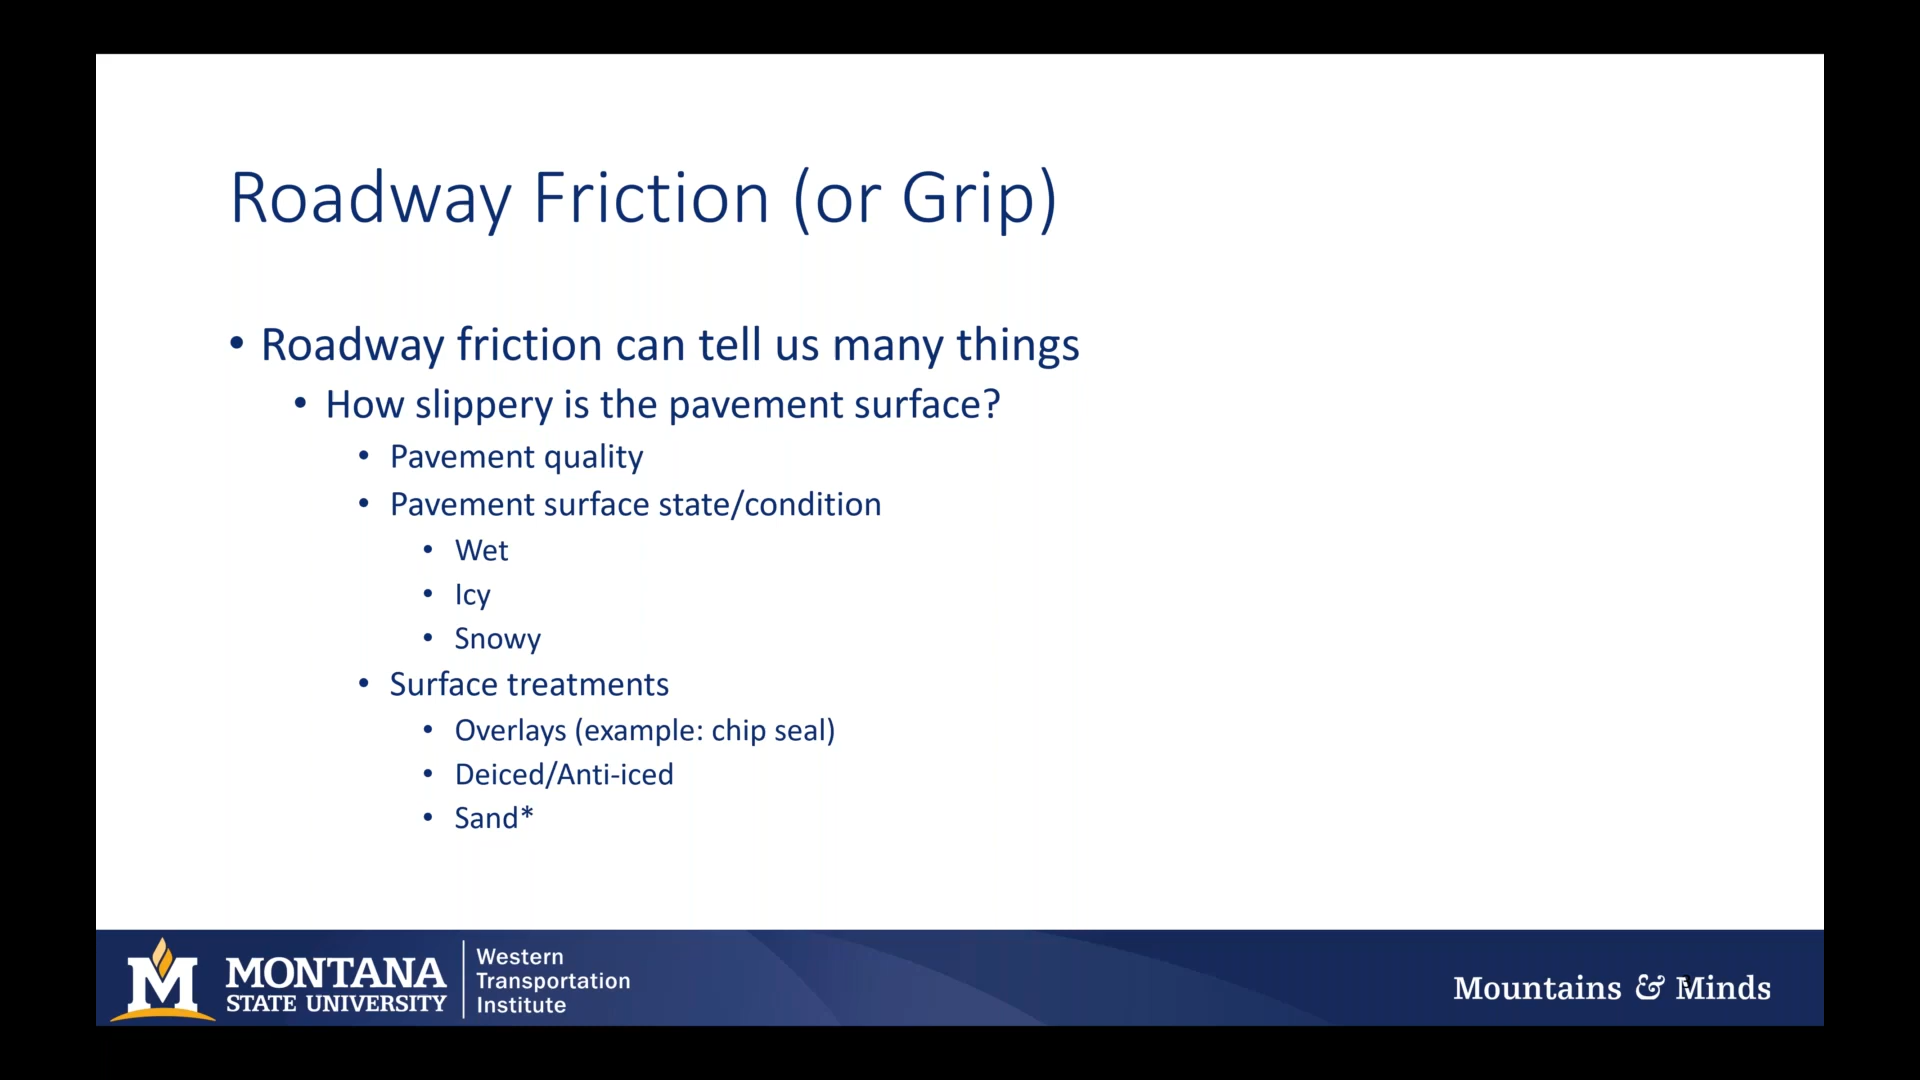 Roadway Friction (or Grip)
• Roadway friction can tell us many things
• How slippery is the pavement surface?
• Pavement quality
• Pavement surface state/condition
• Wet
• Icy
• Snowy
• Surface treatments
• Overlays (example: chip seal)
• Deiced/Anti-iced
• Sand*
M
MONTANA
STATE UNIVERSITY
Western
Transportation
Institute
Mountains & Minds